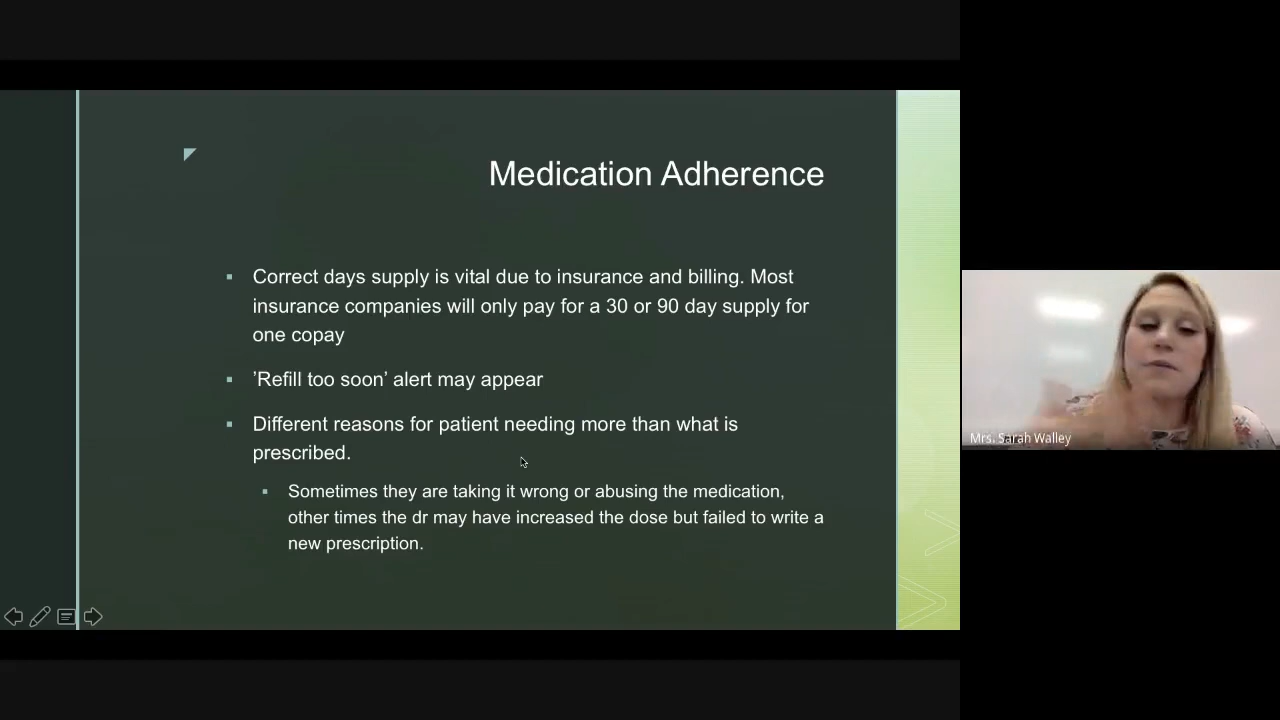 Medication Adherence
▪ Correct days supply is vital due to insurance and billing. Most
insurance companies will only pay for a 30 or 90 day supply for
one copay
▪ ’Refill too soon’ alert may appear
▪ Different reasons for patient needing more than what is
prescribed.
▪ Sometimes they are taking it wrong or abusing the medication,
other times the dr may have increased the dose but failed to write a
new prescription.
Mrs. Sarah Walley